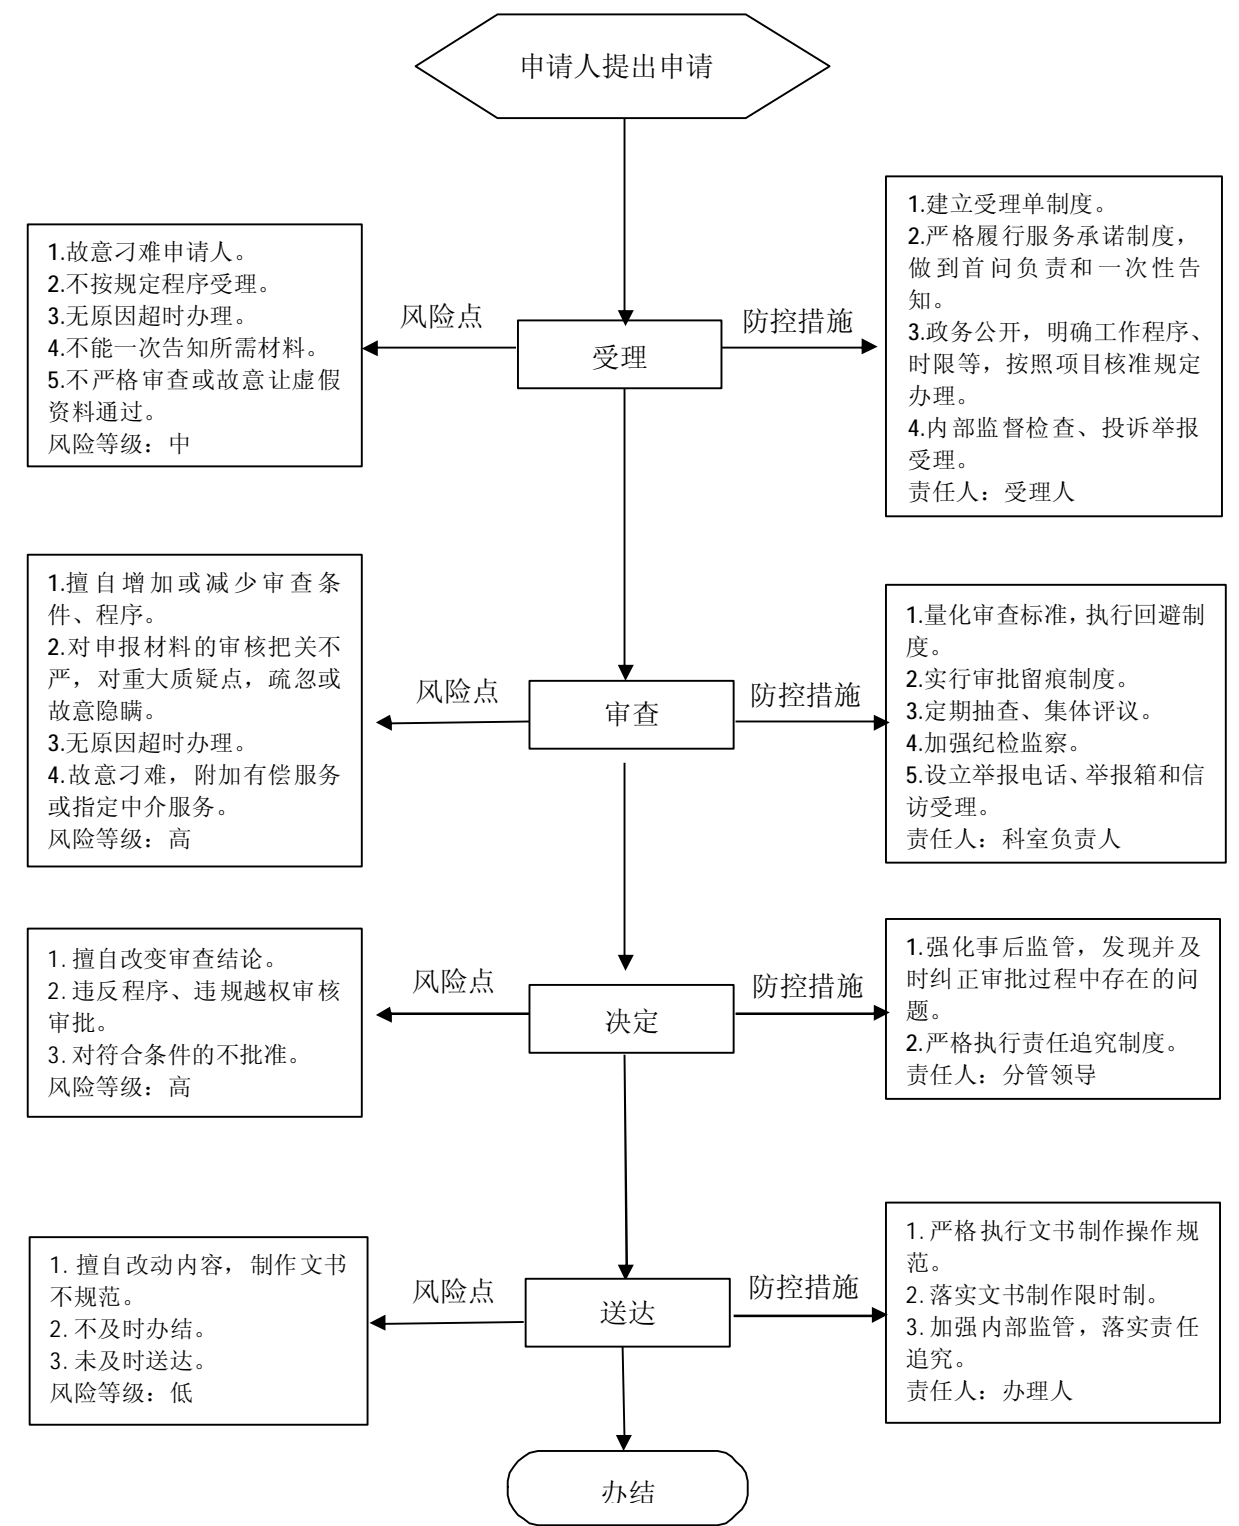 申请人提出申请
1.故意刁难申请人。
2.不按规定程序受理。
3.无原因超时办理。
4.不能一次告知所需材料。
5.不严格审查或故意让虚假
资料通过。
风险等级：中
风险点
受理
防控措施
1.建立受理单制度。
2.严格履行服务承诺制度，
做到首问负责和一次性告
知。
3.政务公开，明确工作程序、
时限等，按照项目核准规定
办理。
4.内部监督检查、投诉举报
受理。
责任人：受理人
1.擅自增加或减少审查条
件、程序。
2.对申报材料的审核把关不
严，对重大质疑点，疏忽或
故意隐瞒。
3.无原因超时办理。
4.故意刁难，附加有偿服务
或指定中介服务。
风险等级：高
风险点
审查
防控措施
1.量化审查标准，执行回避制
度。
2.实行审批留痕制度。
3.定期抽查、集体评议。
4.加强纪检监察。
5.设立举报电话、举报箱和信
访受理。
责任人：科室负责人
1.擅自改变审查结论。
2.违反程序、违规越权审核
审批。
3.对符合条件的不批准。
风险等级：高
风险点
决定
防控措施
1.强化事后监管，发现并及
时纠正审批过程中存在的问
题。
2.严格执行责任追究制度。
责任人：分管领导
1.擅自改动内容，制作文书
不规范。
2.不及时办结。
3.未及时送达。
风险等级：低
风险点
送达
防控措施
1.严格执行文书制作操作规
范。
2.落实文书制作限时制。
3.加强内部监管，落实责任
追究。
责任人：办理人
办结